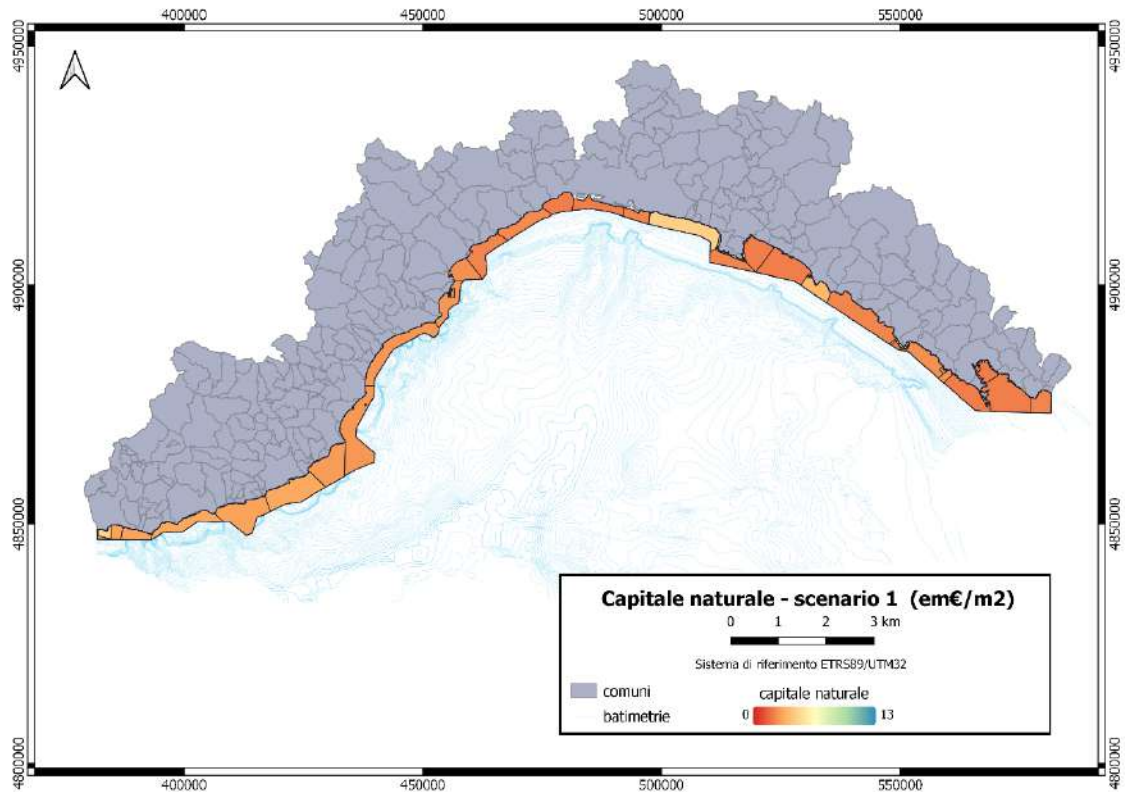 400000 450000 500000 550000
4950000 4950000
4900000 4900000
4850000 4850000
Capitale naturale - scenario 1 (em€/m2)
0 1 2 3 km
Sistema di riferimento ETRS89/UTM32
comuni
capitale naturale
batimetrie
0 13
4800000 4800000
400000 450000 500000 550000